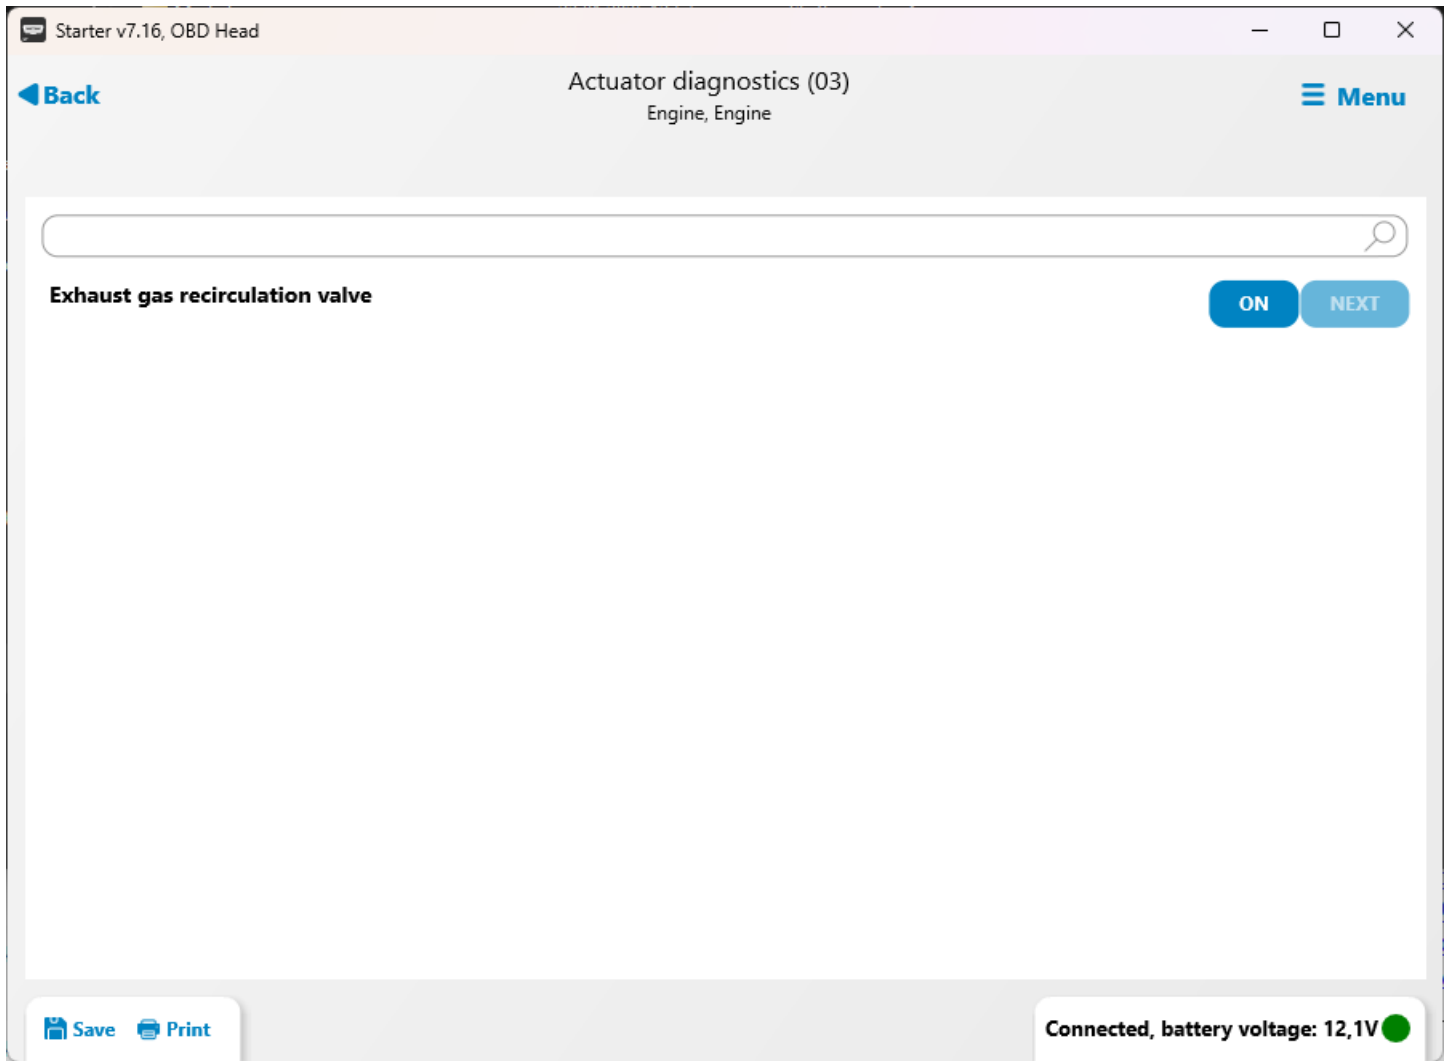 Starter v7.16, OBD Head
Back
Actuator diagnostics (03)
Engine, Engine
Menu
Exhaust gas recirculation valve
ON
NEXT
Save
Print
Connected, battery voltage: 12,1V